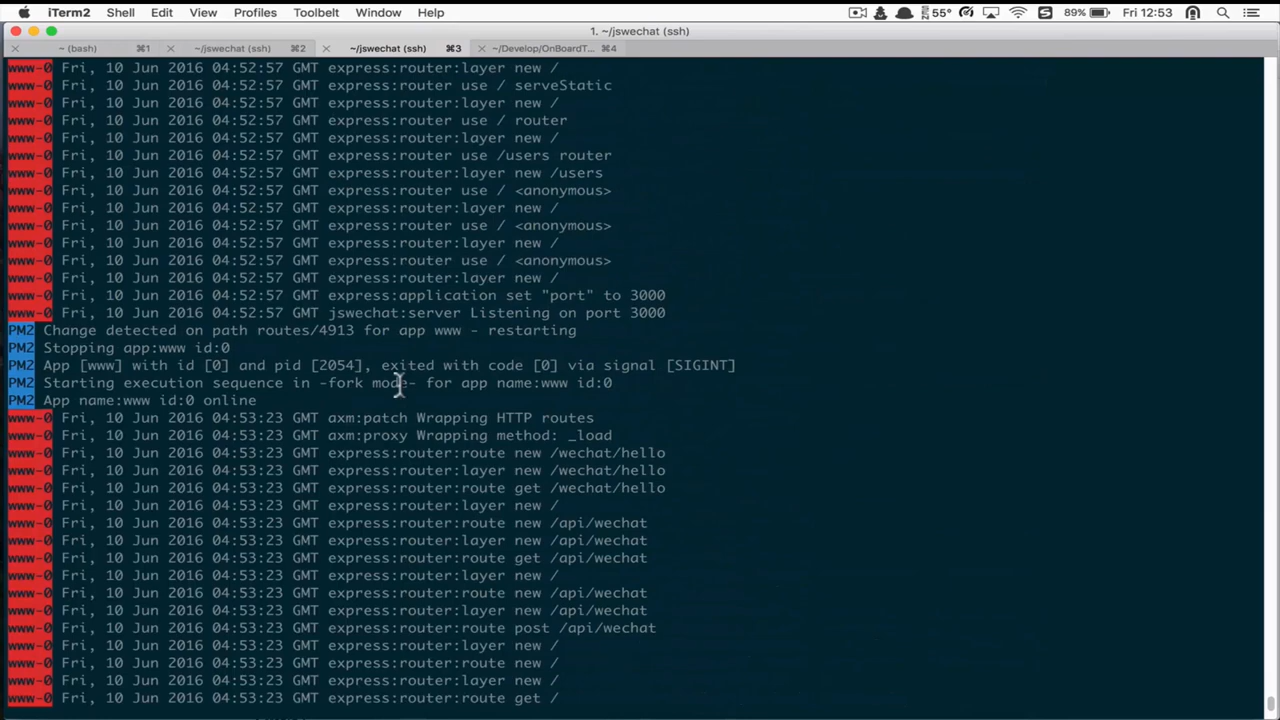 iTerm2 Shell Edit View Profiles Toolbelt Window Help 55° 89% Fri 12:53
1. ~/jswechat (ssh)
~ (bash) ⌘1 ~/jswechat (ssh) ⌘2 ~/jswechat (ssh) ⌘3 ~/Develop/OnBoardT... ⌘4
www-0 Fri, 10 Jun 2016 04:52:57 GMT express:router:layer new /
www-0 Fri, 10 Jun 2016 04:52:57 GMT express:router use / serveStatic
www-0 Fri, 10 Jun 2016 04:52:57 GMT express:router:layer new /
www-0 Fri, 10 Jun 2016 04:52:57 GMT express:router use / router
www-0 Fri, 10 Jun 2016 04:52:57 GMT express:router:layer new /
www-0 Fri, 10 Jun 2016 04:52:57 GMT express:router use /users router
www-0 Fri, 10 Jun 2016 04:52:57 GMT express:router:layer new /users
www-0 Fri, 10 Jun 2016 04:52:57 GMT express:router use / <anonymous>
www-0 Fri, 10 Jun 2016 04:52:57 GMT express:router:layer new /
www-0 Fri, 10 Jun 2016 04:52:57 GMT express:router use / <anonymous>
www-0 Fri, 10 Jun 2016 04:52:57 GMT express:router:layer new /
www-0 Fri, 10 Jun 2016 04:52:57 GMT express:router use / <anonymous>
www-0 Fri, 10 Jun 2016 04:52:57 GMT express:router:layer new /
www-0 Fri, 10 Jun 2016 04:52:57 GMT express:application set "port" to 3000
www-0 Fri, 10 Jun 2016 04:52:57 GMT jswechat:server Listening on port 3000
PM2 Change detected on path routes/4913 for app www - restarting
PM2 Stopping app:www id:0
PM2 App [www] with id [0] and pid [2054], exited with code [0] via signal [SIGINT]
PM2 Starting execution sequence in -fork mode- for app name:www id:0
PM2 App name:www id:0 online
www-0 Fri, 10 Jun 2016 04:53:23 GMT axm:patch Wrapping HTTP routes
www-0 Fri, 10 Jun 2016 04:53:23 GMT axm:proxy Wrapping method: _load
www-0 Fri, 10 Jun 2016 04:53:23 GMT express:router:route new /wechat/hello
www-0 Fri, 10 Jun 2016 04:53:23 GMT express:router:layer new /wechat/hello
www-0 Fri, 10 Jun 2016 04:53:23 GMT express:router:route get /wechat/hello
www-0 Fri, 10 Jun 2016 04:53:23 GMT express:router:layer new /
www-0 Fri, 10 Jun 2016 04:53:23 GMT express:router:route new /api/wechat
www-0 Fri, 10 Jun 2016 04:53:23 GMT express:router:layer new /api/wechat
www-0 Fri, 10 Jun 2016 04:53:23 GMT express:router:route get /api/wechat
www-0 Fri, 10 Jun 2016 04:53:23 GMT express:router:layer new /
www-0 Fri, 10 Jun 2016 04:53:23 GMT express:router:route new /api/wechat
www-0 Fri, 10 Jun 2016 04:53:23 GMT express:router:layer new /api/wechat
www-0 Fri, 10 Jun 2016 04:53:23 GMT express:router:route post /api/wechat
www-0 Fri, 10 Jun 2016 04:53:23 GMT express:router:layer new /
www-0 Fri, 10 Jun 2016 04:53:23 GMT express:router:route new /
www-0 Fri, 10 Jun 2016 04:53:23 GMT express:router:layer new /
www-0 Fri, 10 Jun 2016 04:53:23 GMT express:router:route get /